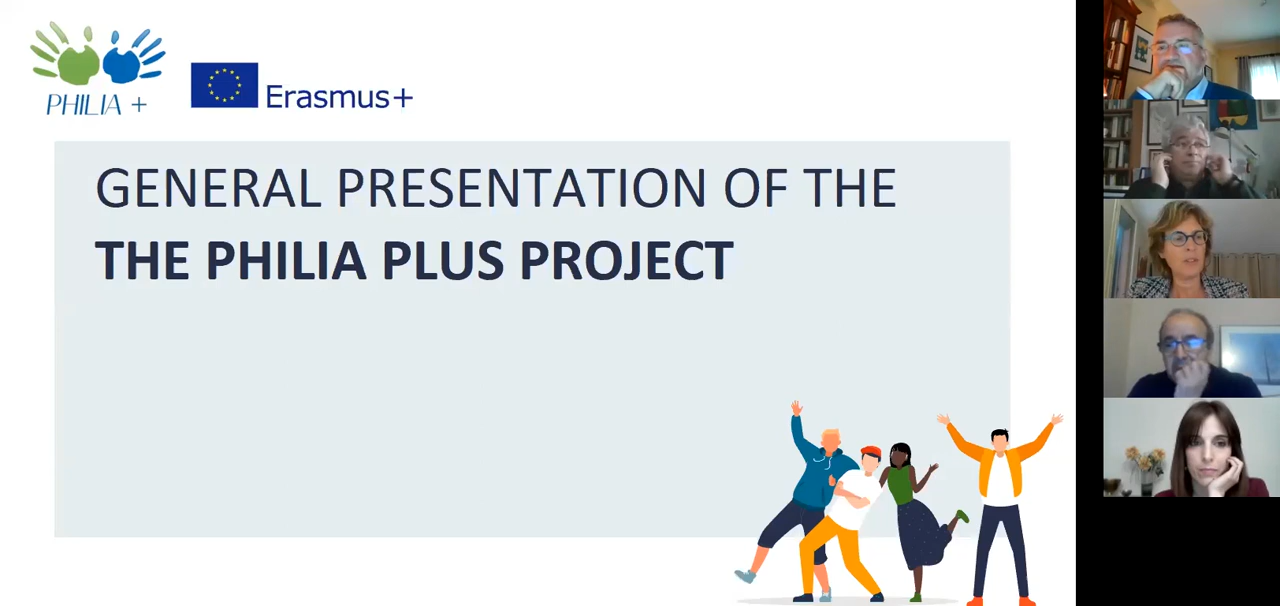 PHILIA +
Erasmus+
GENERAL PRESENTATION OF THE
THE PHILIA PLUS PROJECT